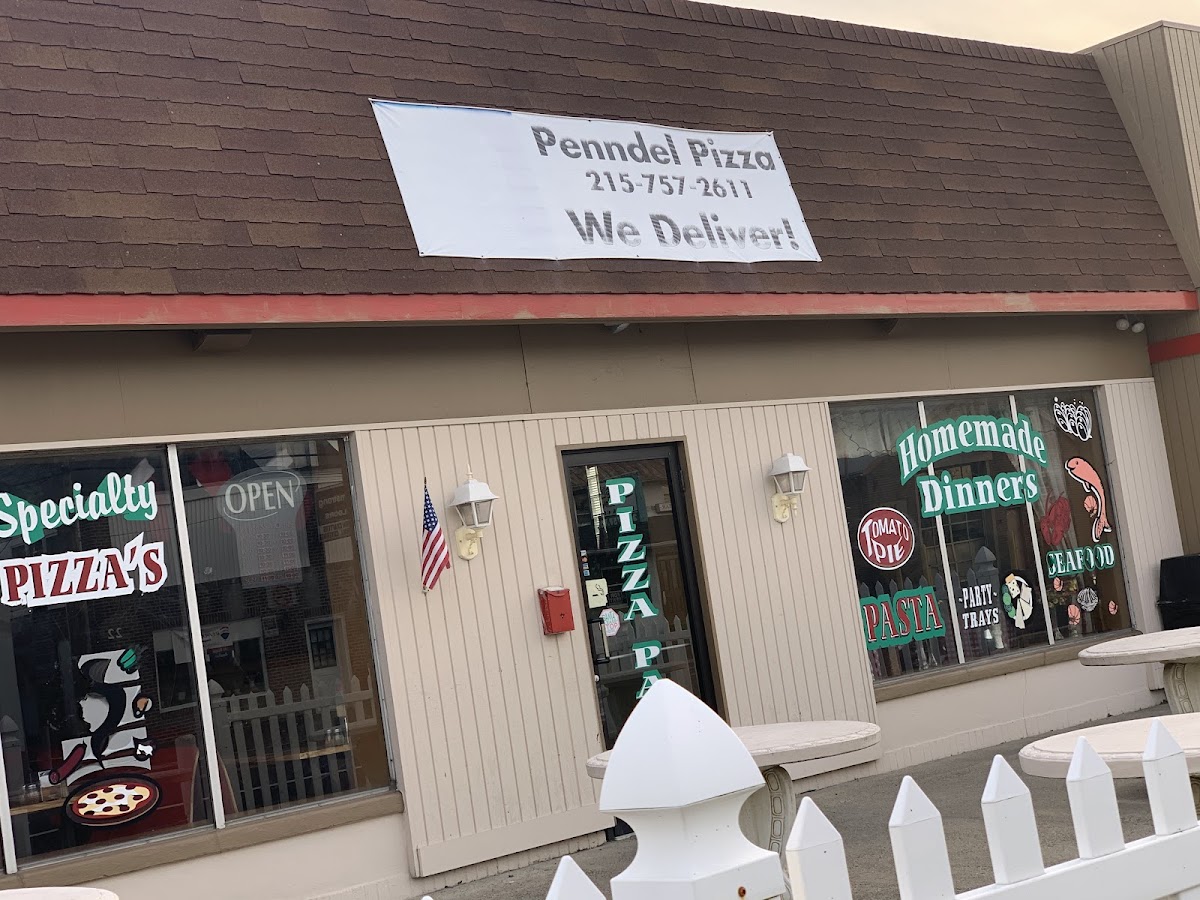 Penndel Pizza
215-757-2611
We Deliver!
Specialty
PIZZA'S
OPEN
PIZZA PA
Homemade
Dinners
TOMATO
PIE
PASTA
-PARTY-
TRAYS
SEAFOOD